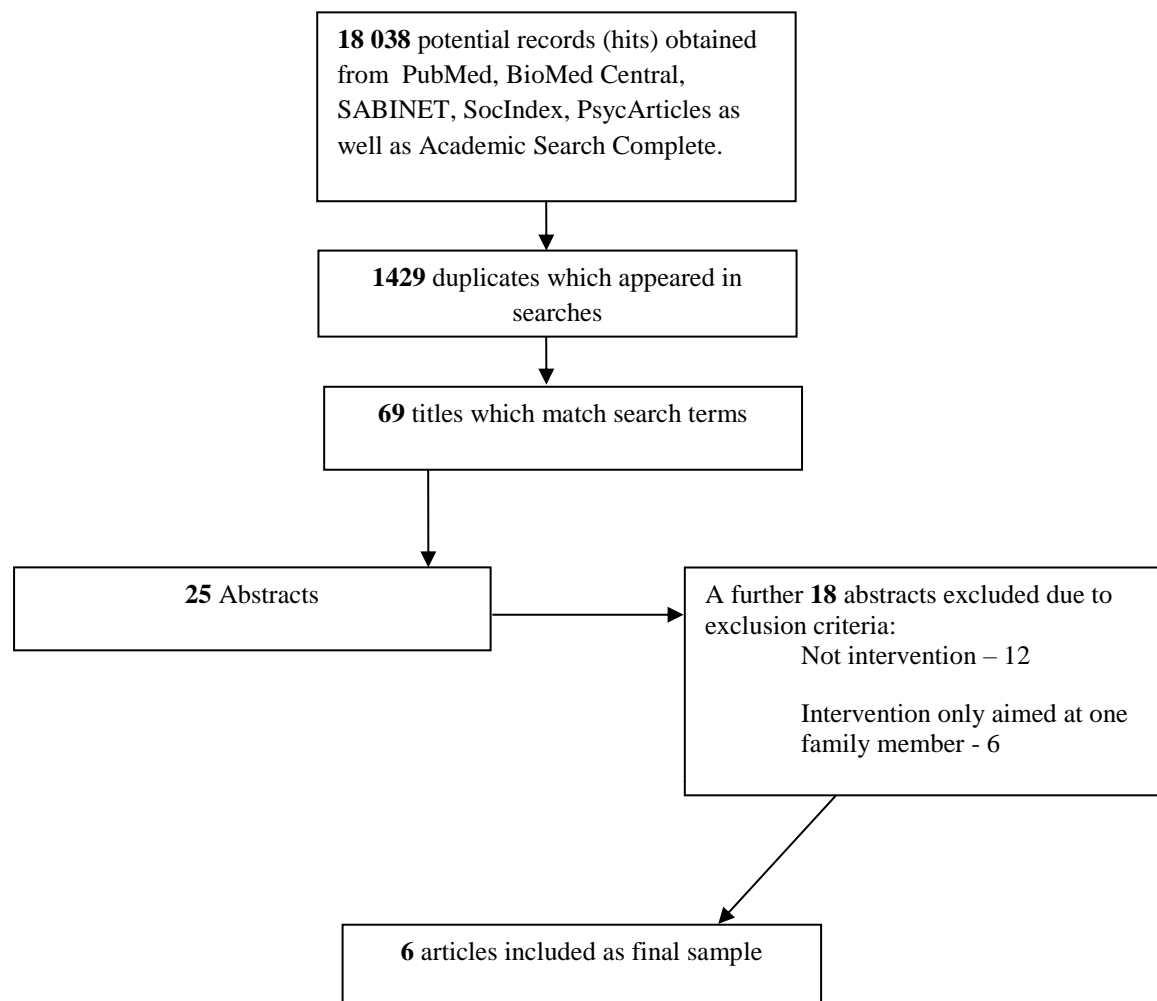 18 038 potential records (hits) obtained
from PubMed, BioMed Central,
SABINET, SocIndex, PsycArticles as
well as Academic Search Complete.
1429 duplicates which appeared in
searches
69 titles which match search terms
25 Abstracts
A further 18 abstracts excluded due to
exclusion criteria:
Not intervention – 12
Intervention only aimed at one
family member - 6
6 articles included as final sample